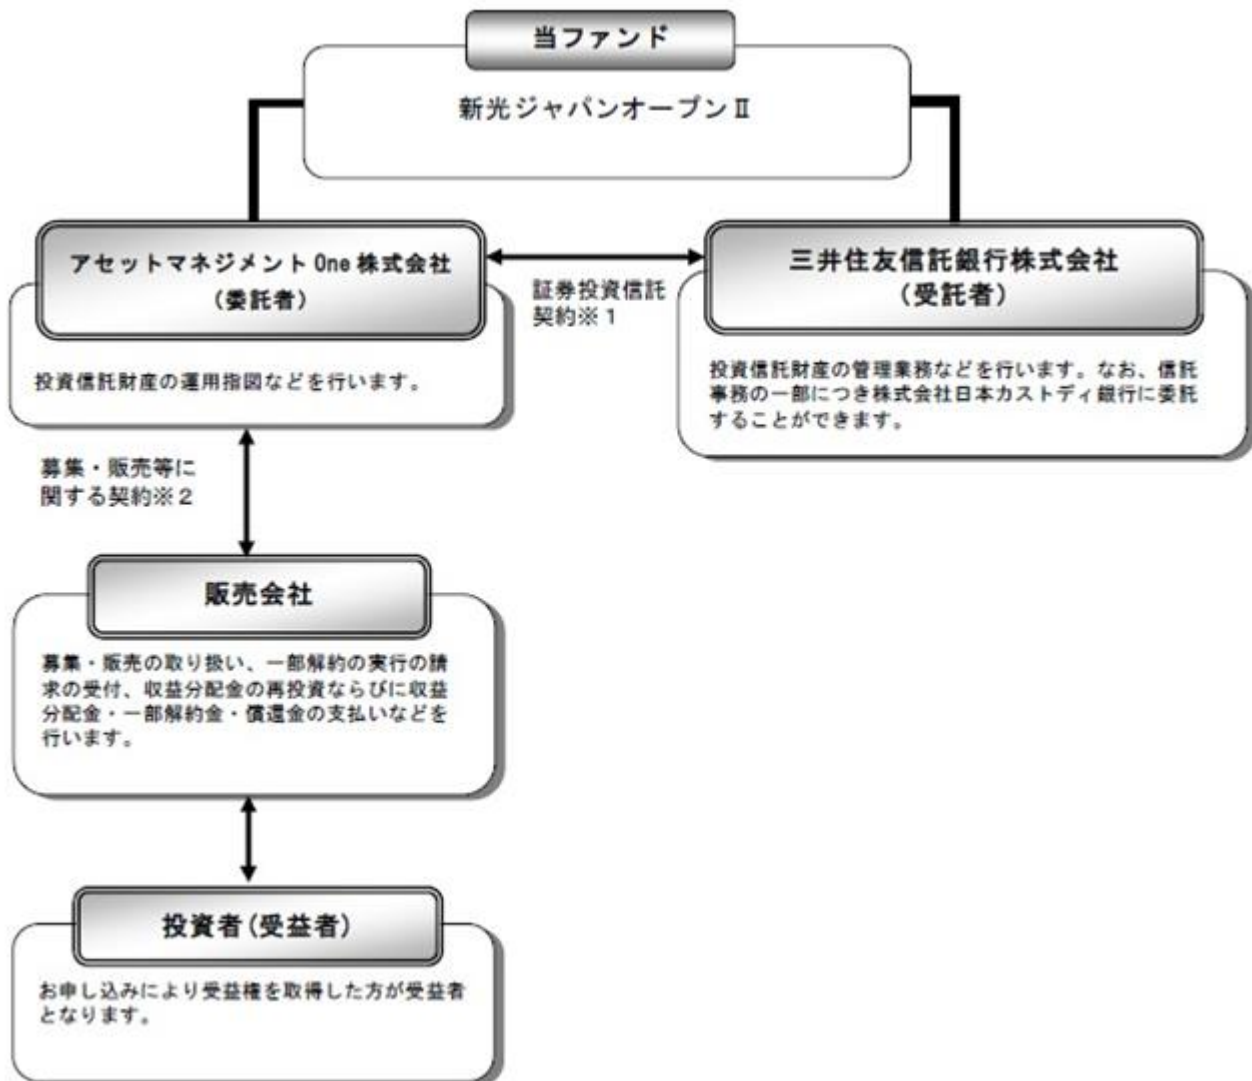 当ファンド
新光ジャパンオープンⅡ
アセットマネジメント One 株式会社
(委託者)
投資信託財産の運用指図などを行います。
証券投資信託
契約※1
三井住友信託銀行株式会社
(受託者)
投資信託財産の管理業務などを行います。なお、信託
事務の一部につき株式会社日本カストディ銀行に委託
することができます。
募集・販売等に
関する契約※2
販売会社
募集・販売の取り扱い、一部解約の実行の請
求の受付、収益分配金の再投資ならびに収益
分配金・一部解約金・償還金の支払いなどを
行います。
投資者(受益者)
お申し込みにより受益権を取得した方が受益者
となります。